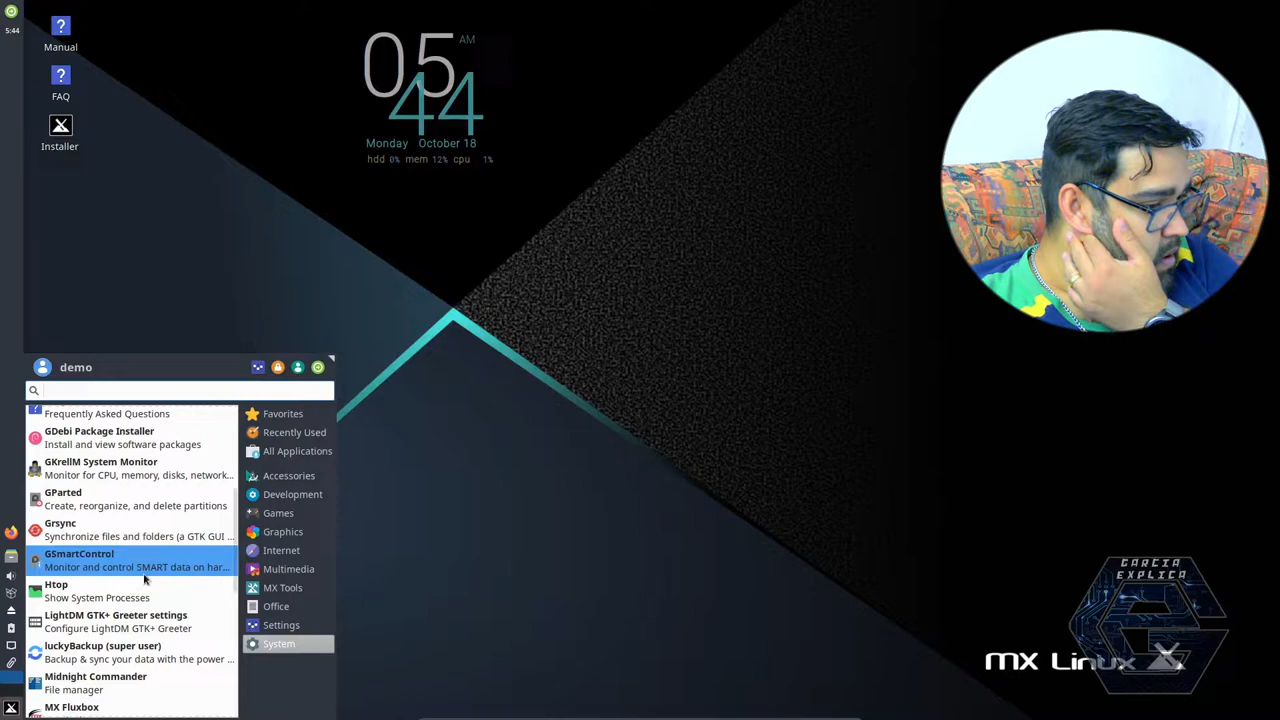 5:44
Manual
FAQ
Installer
05 AM
44
Monday October 18
hdd 0% mem 12% cpu 1%
demo
Frequently Asked Questions
GDebi Package Installer
Install and view software packages
GKrellM System Monitor
Monitor for CPU, memory, disks, network...
GParted
Create, reorganize, and delete partitions
Grsync
Synchronize files and folders (a GTK GUI ...
GSmartControl
Monitor and control SMART data on har...
Htop
Show System Processes
LightDM GTK+ Greeter settings
Configure LightDM GTK+ Greeter
luckyBackup (super user)
Backup & sync your data with the power ...
Midnight Commander
File manager
MX Fluxbox
Favorites
Recently Used
All Applications
Accessories
Development
Games
Graphics
Internet
Multimedia
MX Tools
Office
Settings
System
GARCIA
EXPLICA
MX Linux